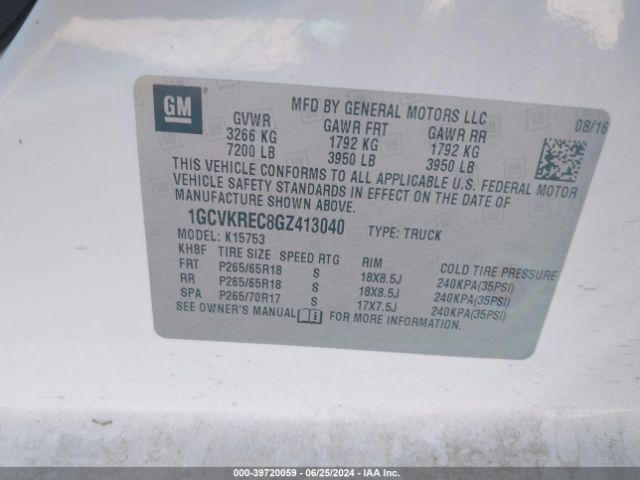 GM
MFD BY GENERAL MOTORS LLC
08/16
GVWR GAWR FRT GAWR RR
3266 KG 1792 KG 1792 KG
7200 LB 3950 LB 3950 LB
THIS VEHICLE CONFORMS TO ALL APPLICABLE U.S. FEDERAL MOTOR
VEHICLE SAFETY STANDARDS IN EFFECT ON THE DATE OF
MANUFACTURE SHOWN ABOVE.
1GCVKREC8GZ413040 TYPE: TRUCK
MODEL: K15753
KH8F TIRE SIZE SPEED RTG RIM COLD TIRE PRESSURE
FRT P265/65R18 S 18X8.5J 240KPA(35PSI)
RR P265/65R18 S 18X8.5J 240KPA(35PSI)
SPA P265/70R17 S 17X7.5J 240KPA(35PSI)
SEE OWNER'S MANUAL FOR MORE INFORMATION.
000-39720059 - 06/25/2024 - IAA Inc.